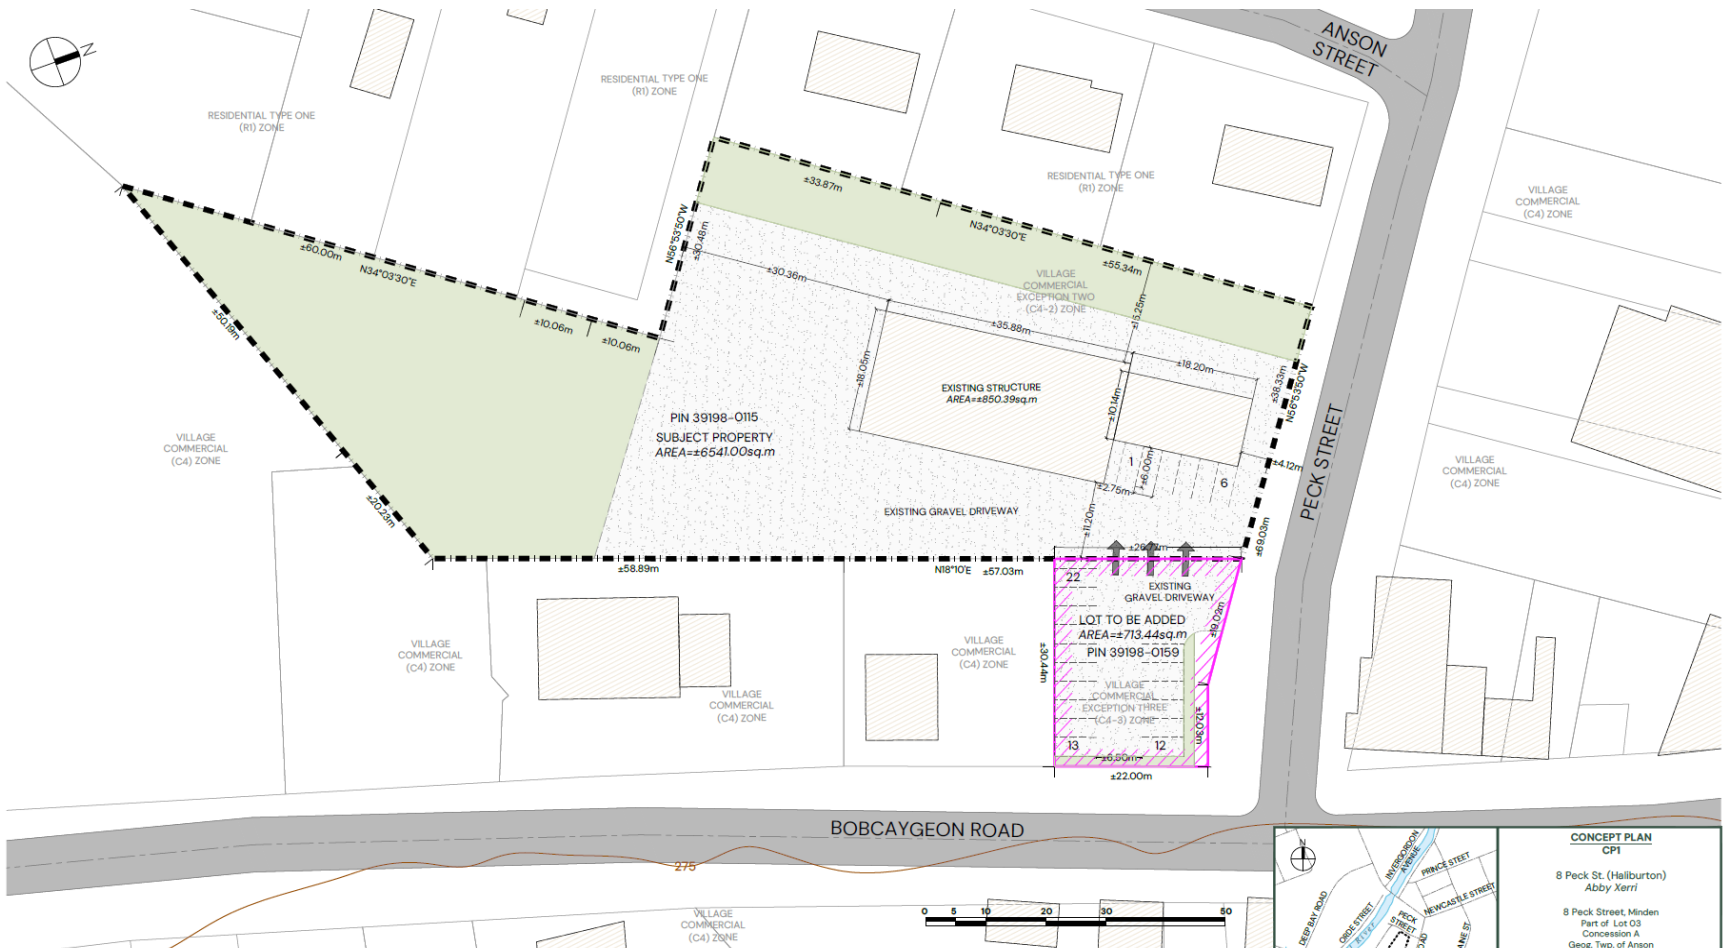 ANSON
STREET
N
RESIDENTIAL TYPE ONE
(R1) ZONE
RESIDENTIAL TYPE ONE
(R1) ZONE
RESIDENTIAL TYPE ONE
(R1) ZONE
VILLAGE
COMMERCIAL
(C4) ZONE
±33.87m
N34°03'30"E
±55.34m
±60.00m
N34°03'30"E
±10.06m
±10.06m
N56°53'50"W
±30.48m
±30.36m
VILLAGE
COMMERCIAL
EXCEPTION TWO
(C4-2) ZONE
±15.25m
±35.88m
±18.20m
±18.05m
±10.14m
±38.33m
N56°53'50"W
±50.19m
EXISTING STRUCTURE
AREA=±850.39sq.m
PIN 39198-0115
SUBJECT PROPERTY
AREA=±6541.00sq.m
VILLAGE
COMMERCIAL
(C4) ZONE
VILLAGE
COMMERCIAL
(C4) ZONE
PECK STREET
1
±6.00m
6
±4.12m
±2.75m
±20.23m
EXISTING GRAVEL DRIVEWAY
±11.20m
±69.03m
±58.89m
N18°10'E
±57.03m
22
EXISTING
GRAVEL DRIVEWAY
LOT TO BE ADDED
AREA=±713.44sq.m
PIN 39198-0159
±19.02m
±30.44m
VILLAGE
COMMERCIAL
(C4) ZONE
VILLAGE
COMMERCIAL
(C4) ZONE
VILLAGE
COMMERCIAL
(C4) ZONE
VILLAGE
COMMERCIAL
EXCEPTION THREE
(C4-3) ZONE
±12.03m
13
12
±6.50m
±22.00m
BOBCAYGEON ROAD
275
VILLAGE
COMMERCIAL
(C4) ZONE
0 5 10 20 30 50
N
INVERGORDON
AVENUE
PRINCE STEET
NEWCASTLE STREET
DEEP BAY ROAD
ORDE STREET
River
PECK
STREET
CONCEPT PLAN
CP1
8 Peck St. (Haliburton)
Abby Xerri
8 Peck Street, Minden
Part of Lot 03
Concession A
Geog. Twp. of Anson